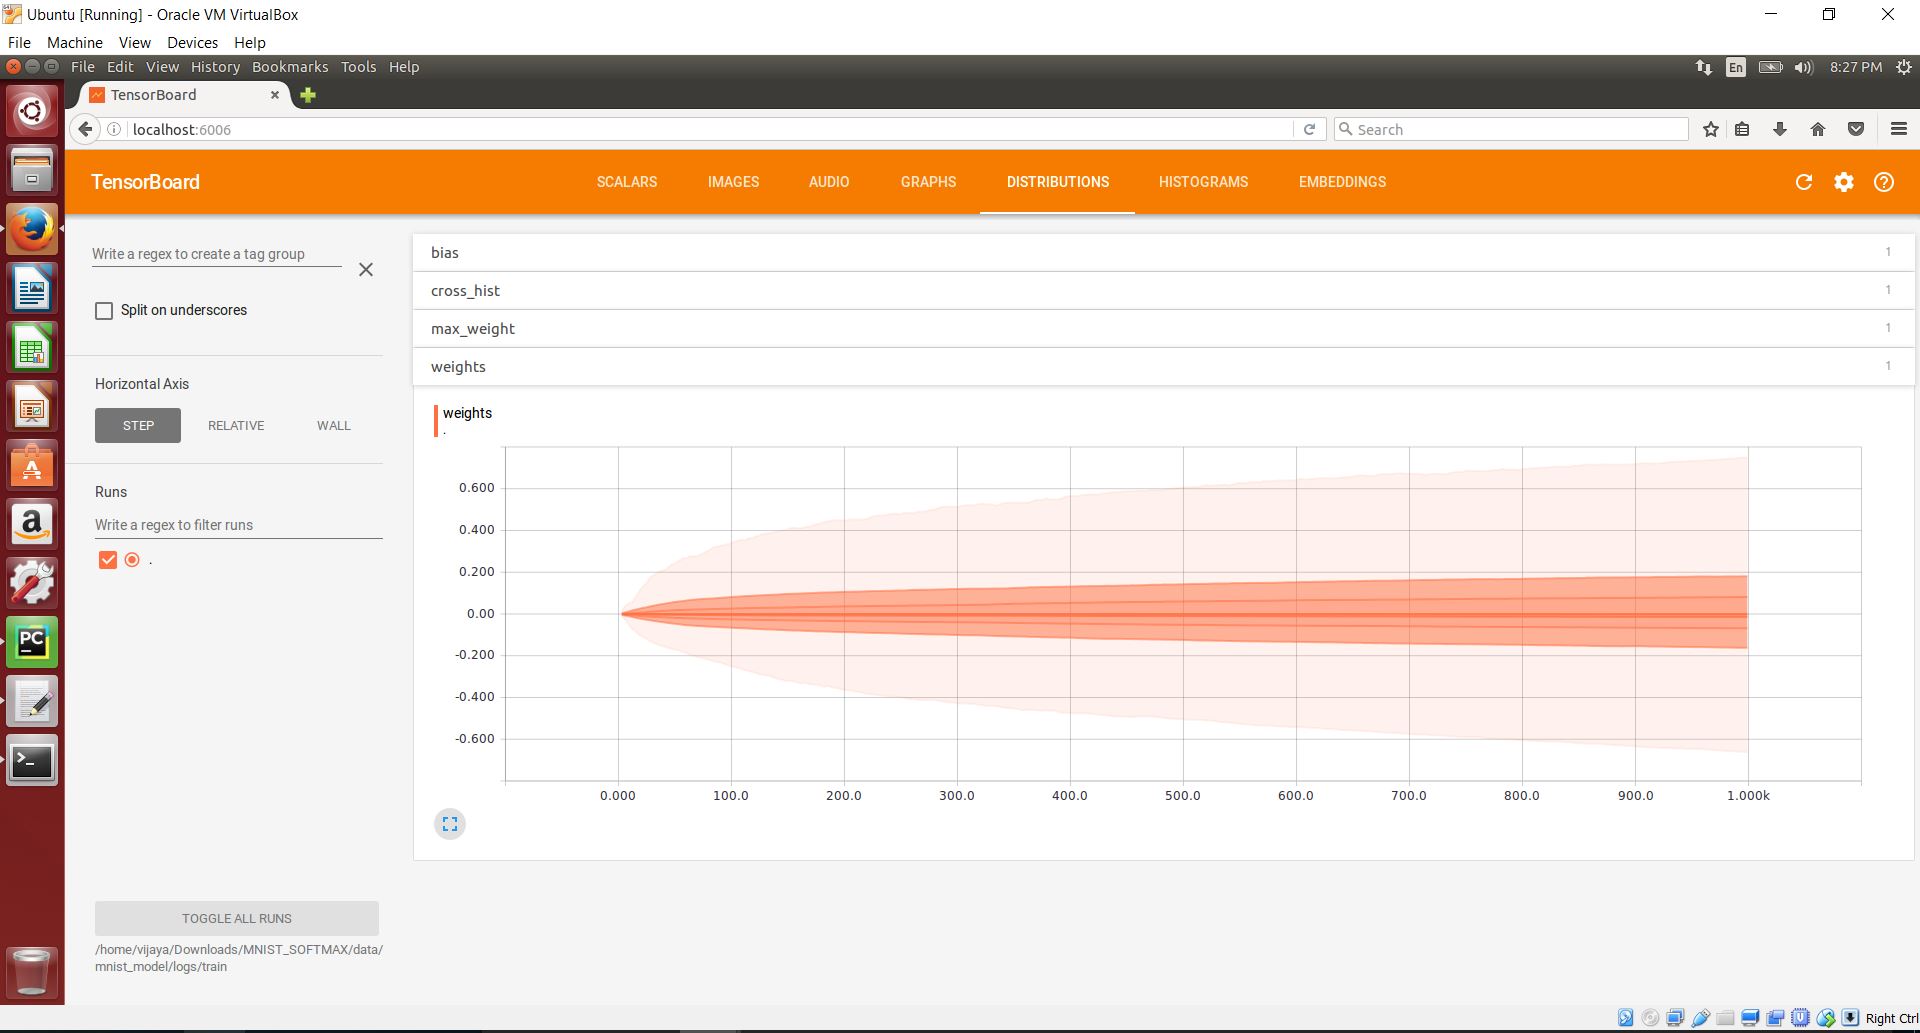 Ubuntu [Running] - Oracle VM VirtualBox
File Machine View Devices Help
File Edit View History Bookmarks Tools Help
En
8:27 PM
TensorBoard
localhost:6006
Search
TensorBoard
SCALARS IMAGES AUDIO GRAPHS DISTRIBUTIONS HISTOGRAMS EMBEDDINGS
Write a regex to create a tag group
Split on underscores
Horizontal Axis
STEP RELATIVE WALL
Runs
Write a regex to filter runs
.
TOGGLE ALL RUNS
/home/vijaya/Downloads/MNIST_SOFTMAX/data/
mnist_model/logs/train
bias 1
cross_hist 1
max_weight 1
weights 1
weights
.
0.600
0.400
0.200
0.00
-0.200
-0.400
-0.600
0.000 100.0 200.0 300.0 400.0 500.0 600.0 700.0 800.0 900.0 1.000k
PC
Right Ctrl